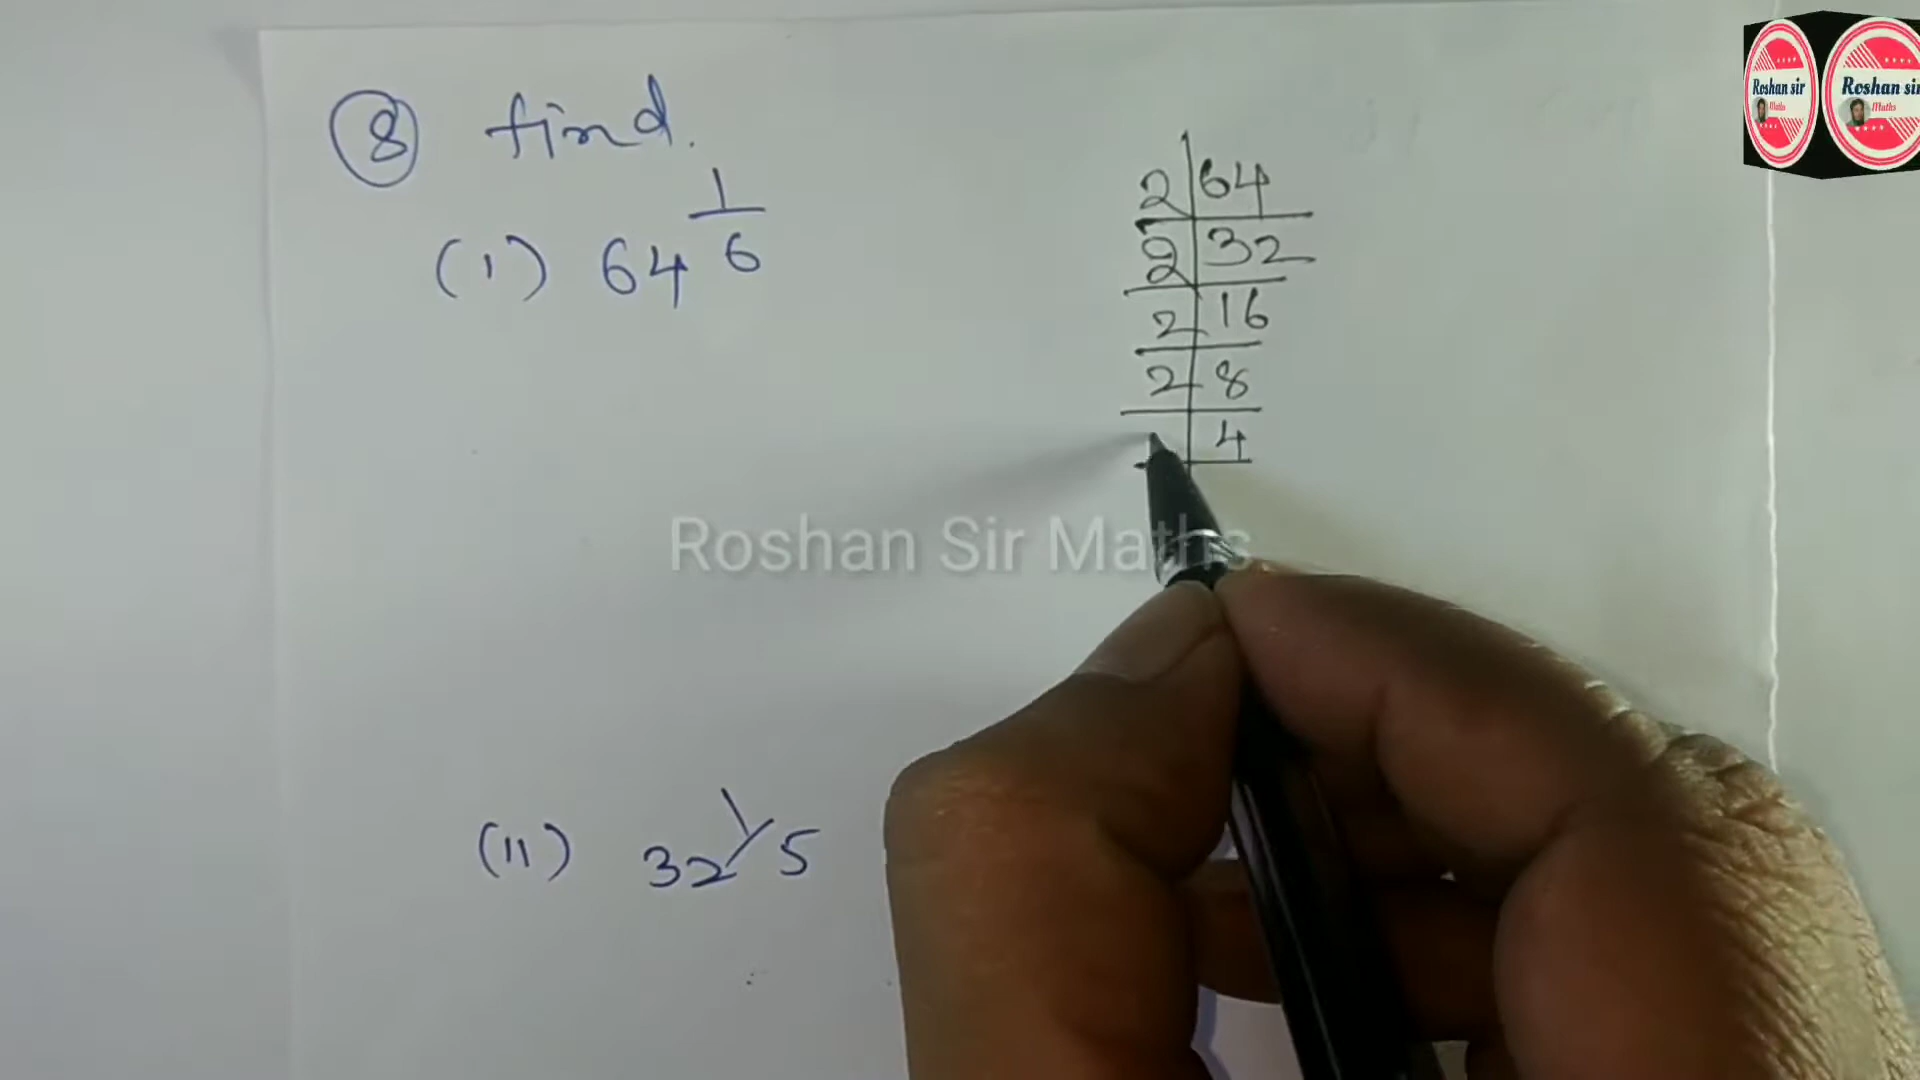 8 find.
(1) 64 1/6
2 | 64
2 | 32
2 | 16
2 | 8
4
(11) 32 1/5
Roshan Sir Maths
Roshan sir
Maths
Roshan sir
Maths